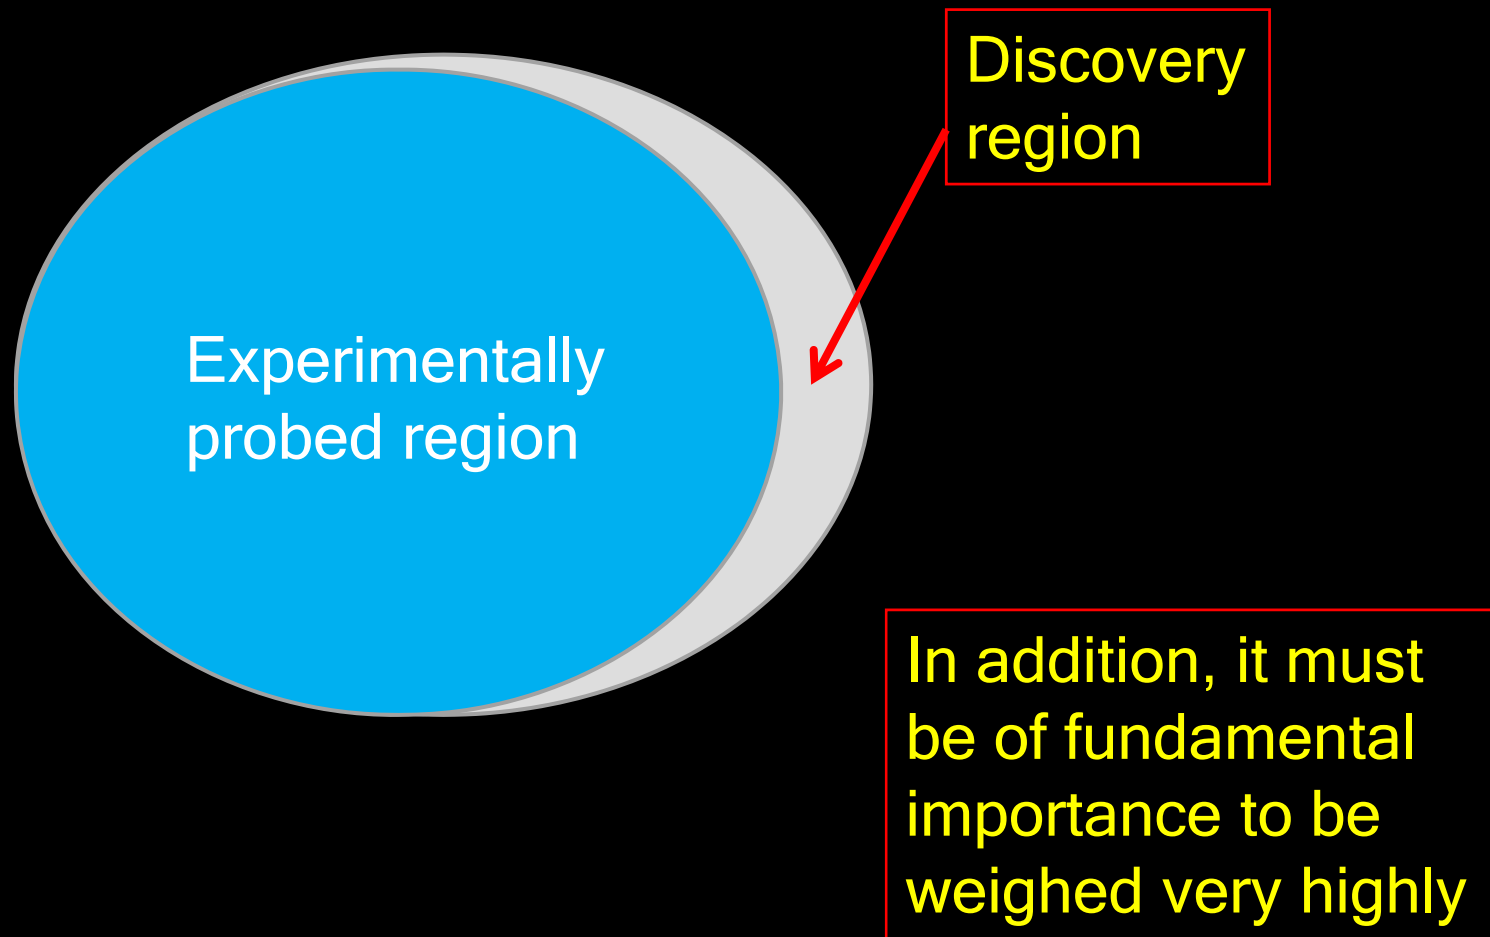 Discovery
region
Experimentally
probed region
In addition, it must
be of fundamental
importance to be
weighed very highly